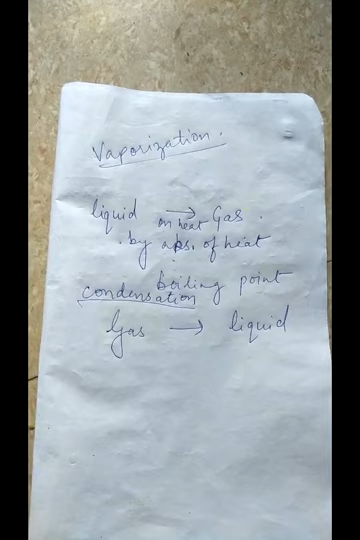 Vaporization.
liquid → Gas.
on heat
. by abs. of heat
boiling point
condensation
Gas → liquid